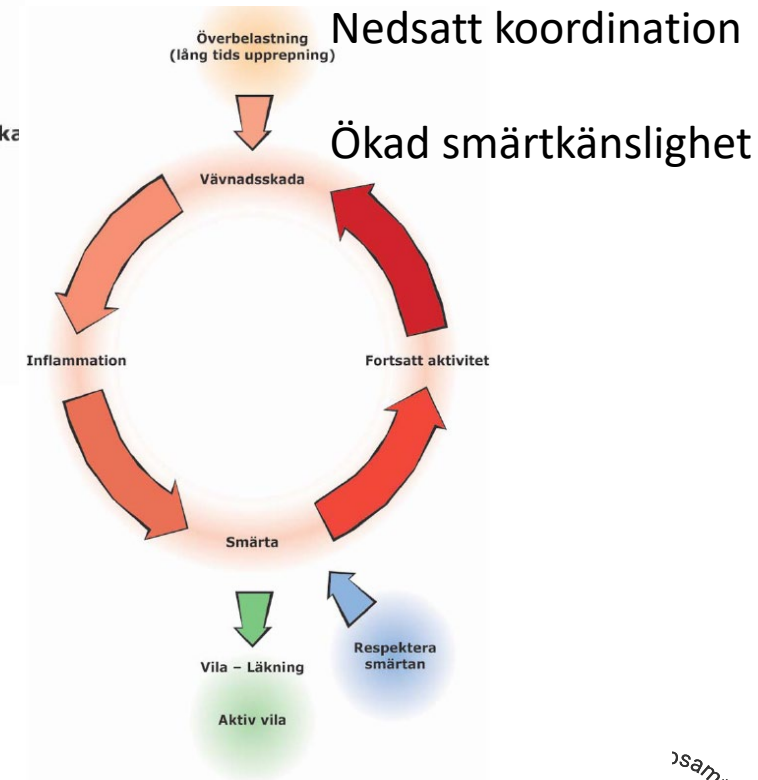 Överbelastning
(lång tids upprepning)
Nedsatt koordination
Ökad smärtkänslighet
Vävnadsskada
Inflammation
Fortsatt aktivitet
Smärta
Respektera
smärtan
Vila – Läkning
Aktiv vila